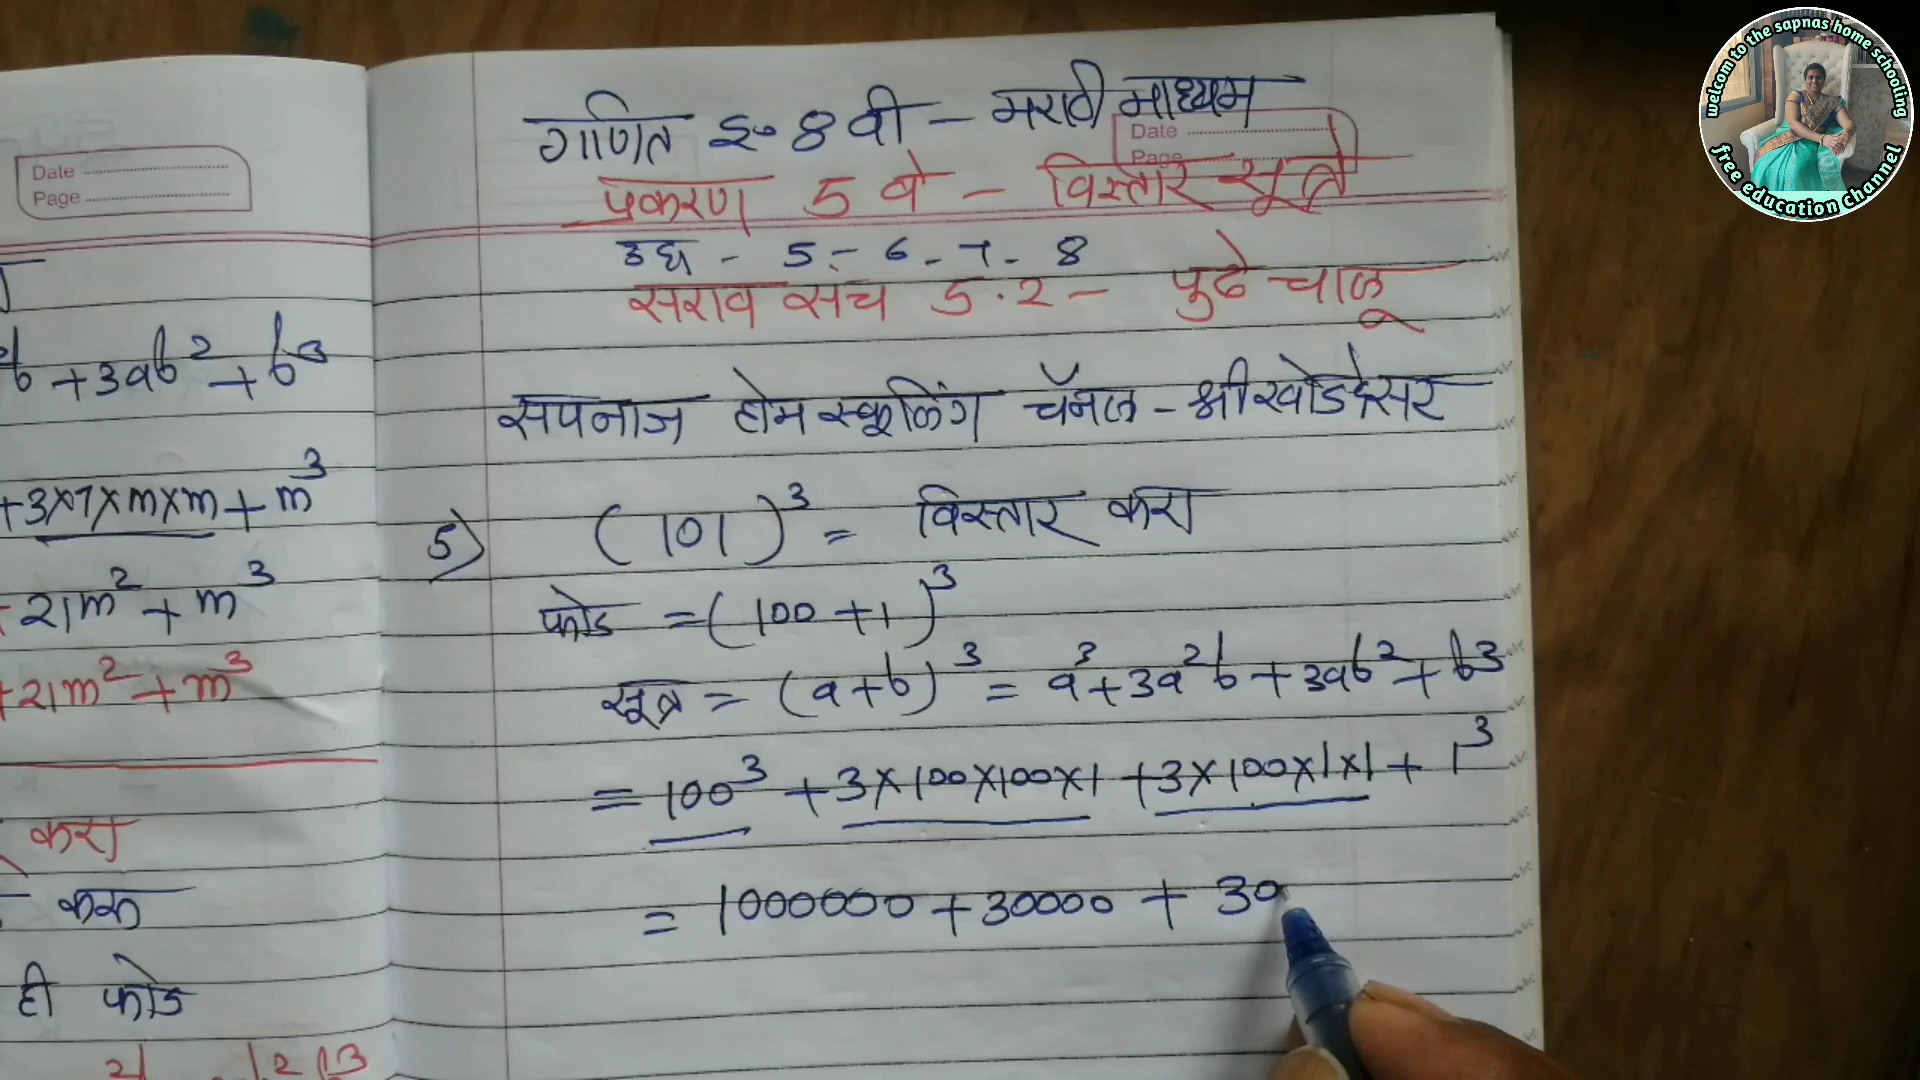 Date
Page
b + 3ab² + b³
+3×7×m×m + m³
+ 21m² + m³
+21m² + m³
करा
करू
ही फोड
गणित इ. 8 वी – मराठी माध्यम
Date
Page
प्रकरण 5 वे – विस्तार सूत्रे
उदा – 5 – 6 – 7 – 8
सराव संच 5.2 – पुढे चालू
सपनाज होम स्कूलिंग चॅनल – श्रीखोडदेसर
5) (101)³ = विस्तार करा
फोड = (100 + 1)³
सूत्र = (a+b)³ = a³ + 3a²b + 3ab² + b³
= 100³ + 3×100×100×1 + 3×100×1×1 + 1³
= 1000000 + 30000 + 30
welcom to the sapnas home schooling
free education channel